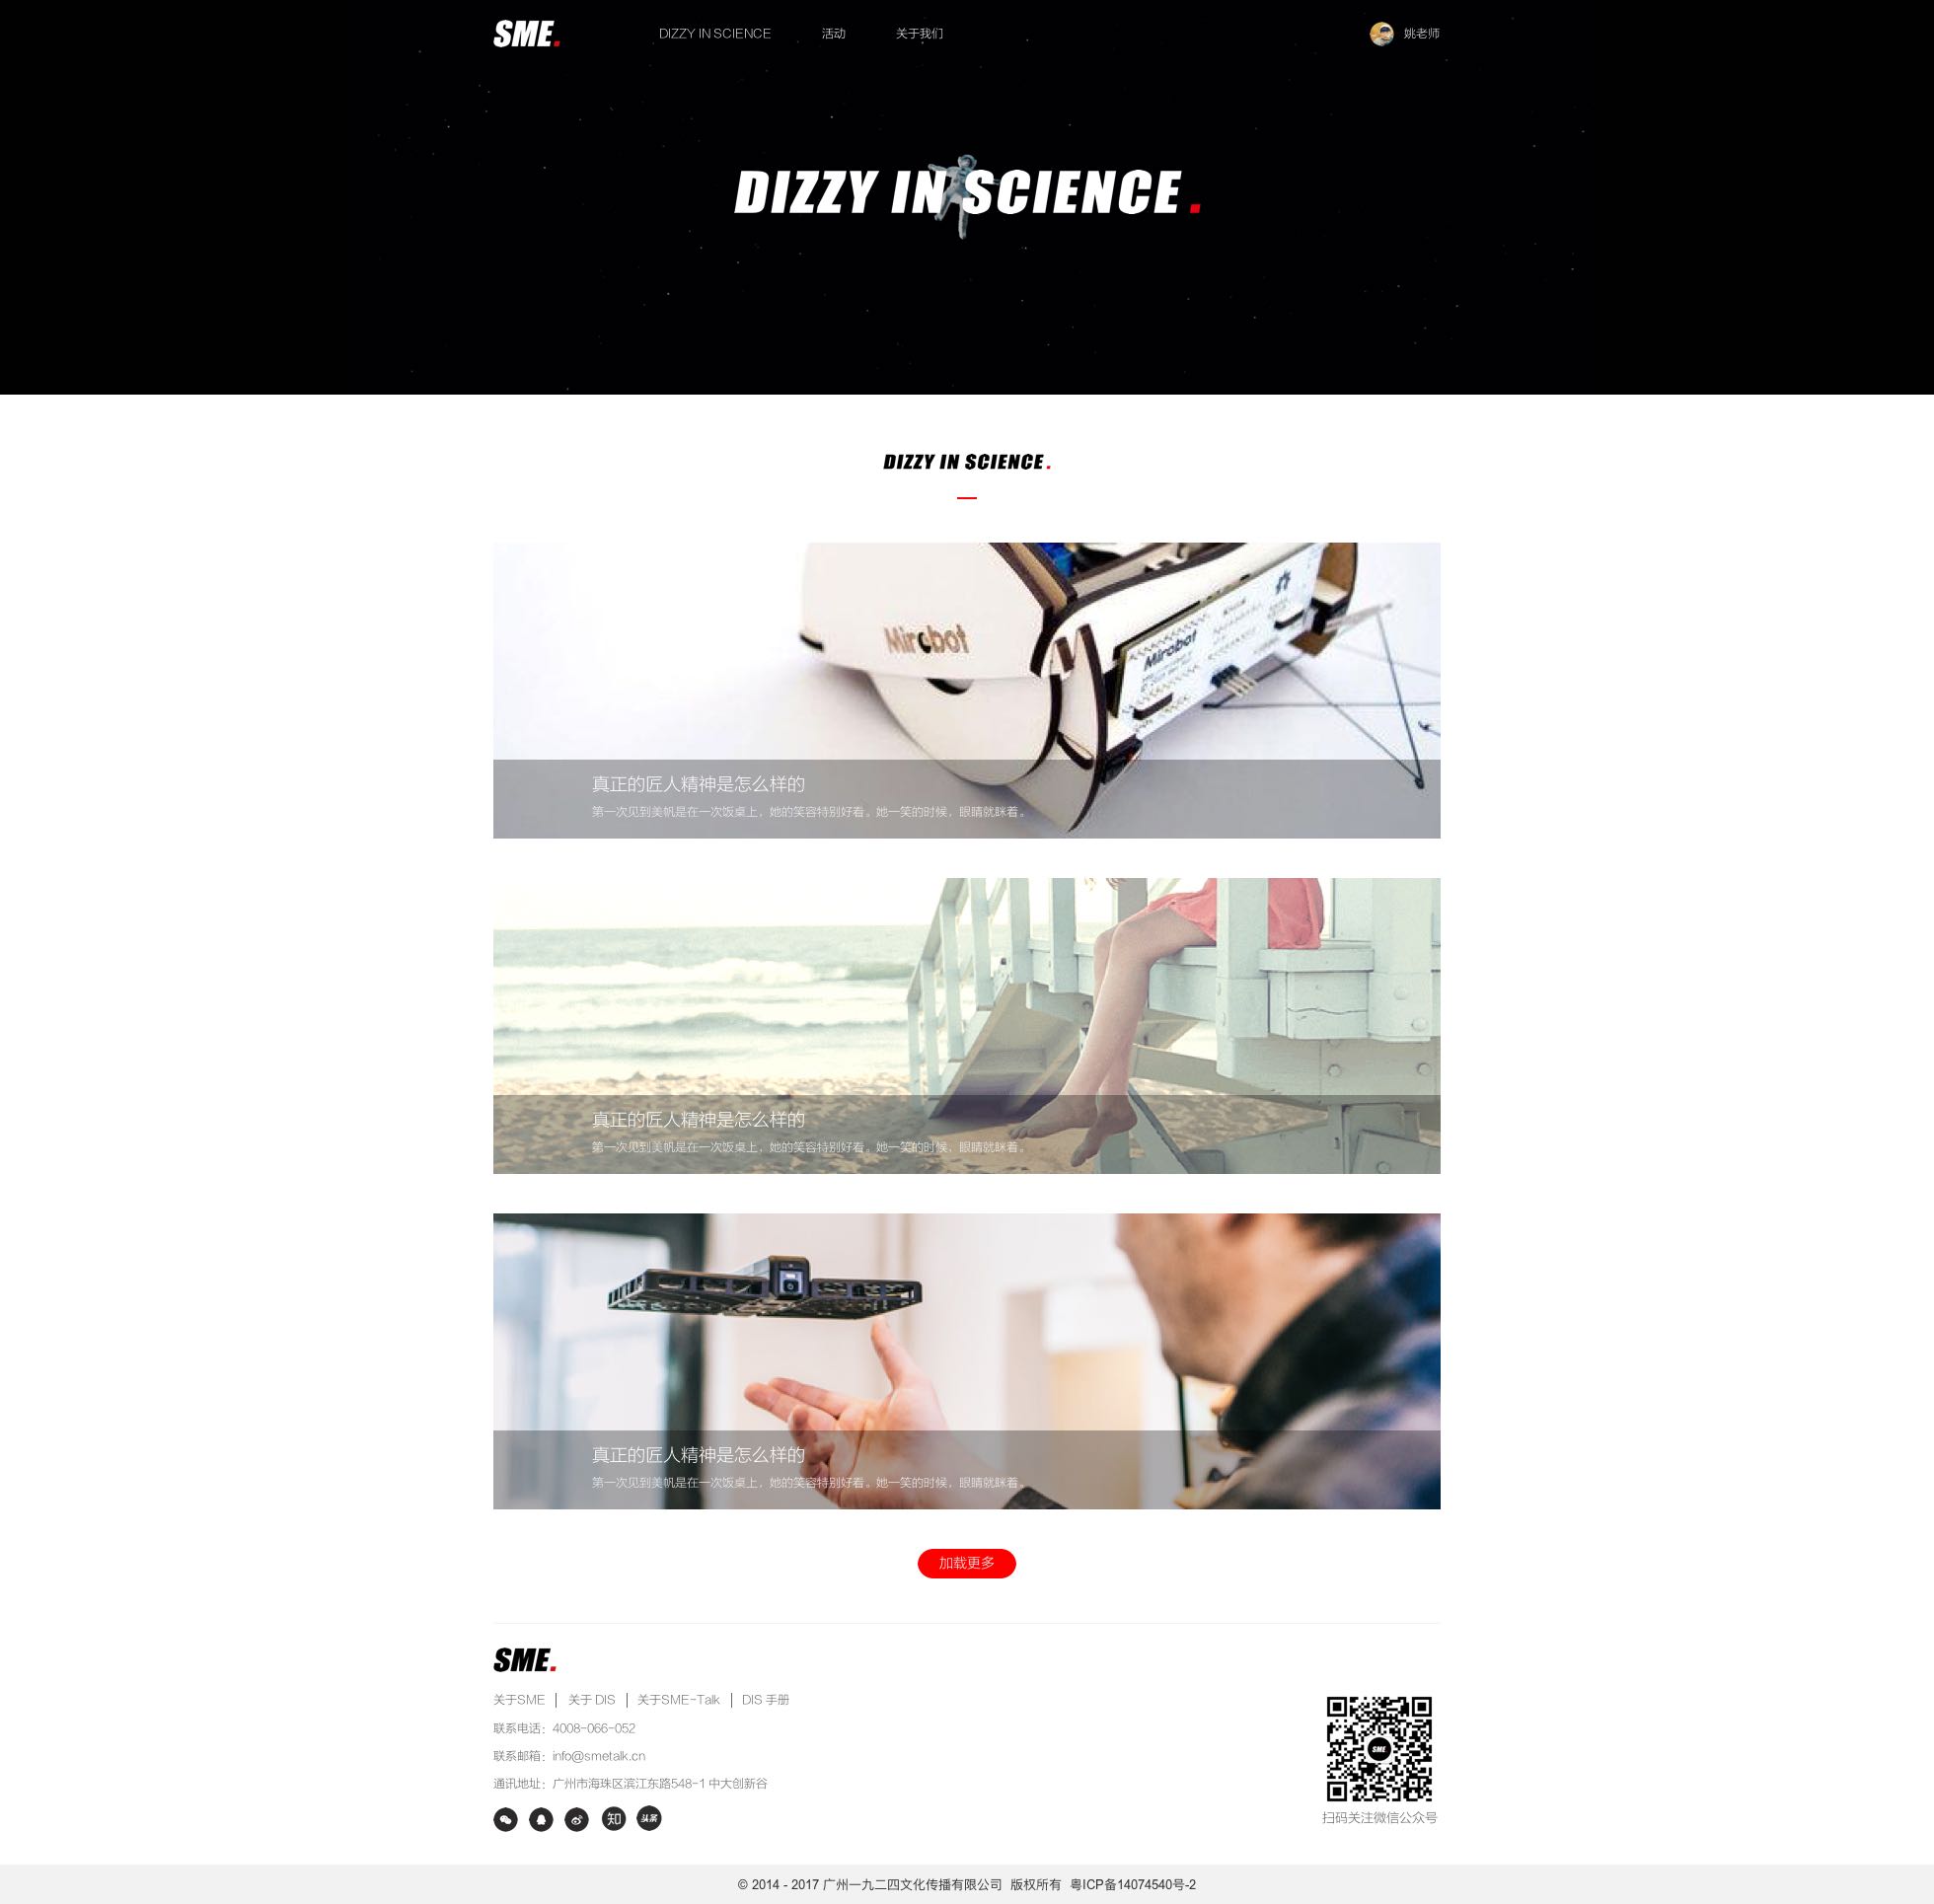 SME.
DIZZY IN SCIENCE 活动 关于我们 姚老师
DIZZY IN SCIENCE.
DIZZY IN SCIENCE.
Mirobot
Mirobot
真正的匠人精神是怎么样的
第一次见到美帆是在一次饭桌上，她的笑容特别好看。她一笑的时候，眼睛就眯着。
真正的匠人精神是怎么样的
第一次见到美帆是在一次饭桌上，她的笑容特别好看。她一笑的时候，眼睛就眯着。
真正的匠人精神是怎么样的
第一次见到美帆是在一次饭桌上，她的笑容特别好看。她一笑的时候，眼睛就眯着。
加载更多
SME.
关于SME | 关于 DIS | 关于SME-Talk | DIS 手册
联系电话：4008-066-052
联系邮箱：info@smetalk.cn
通讯地址：广州市海珠区滨江东路548-1 中大创新谷
知 头条
SME
扫码关注微信公众号
© 2014 - 2017 广州一九二四文化传播有限公司 版权所有 粤ICP备14074540号-2